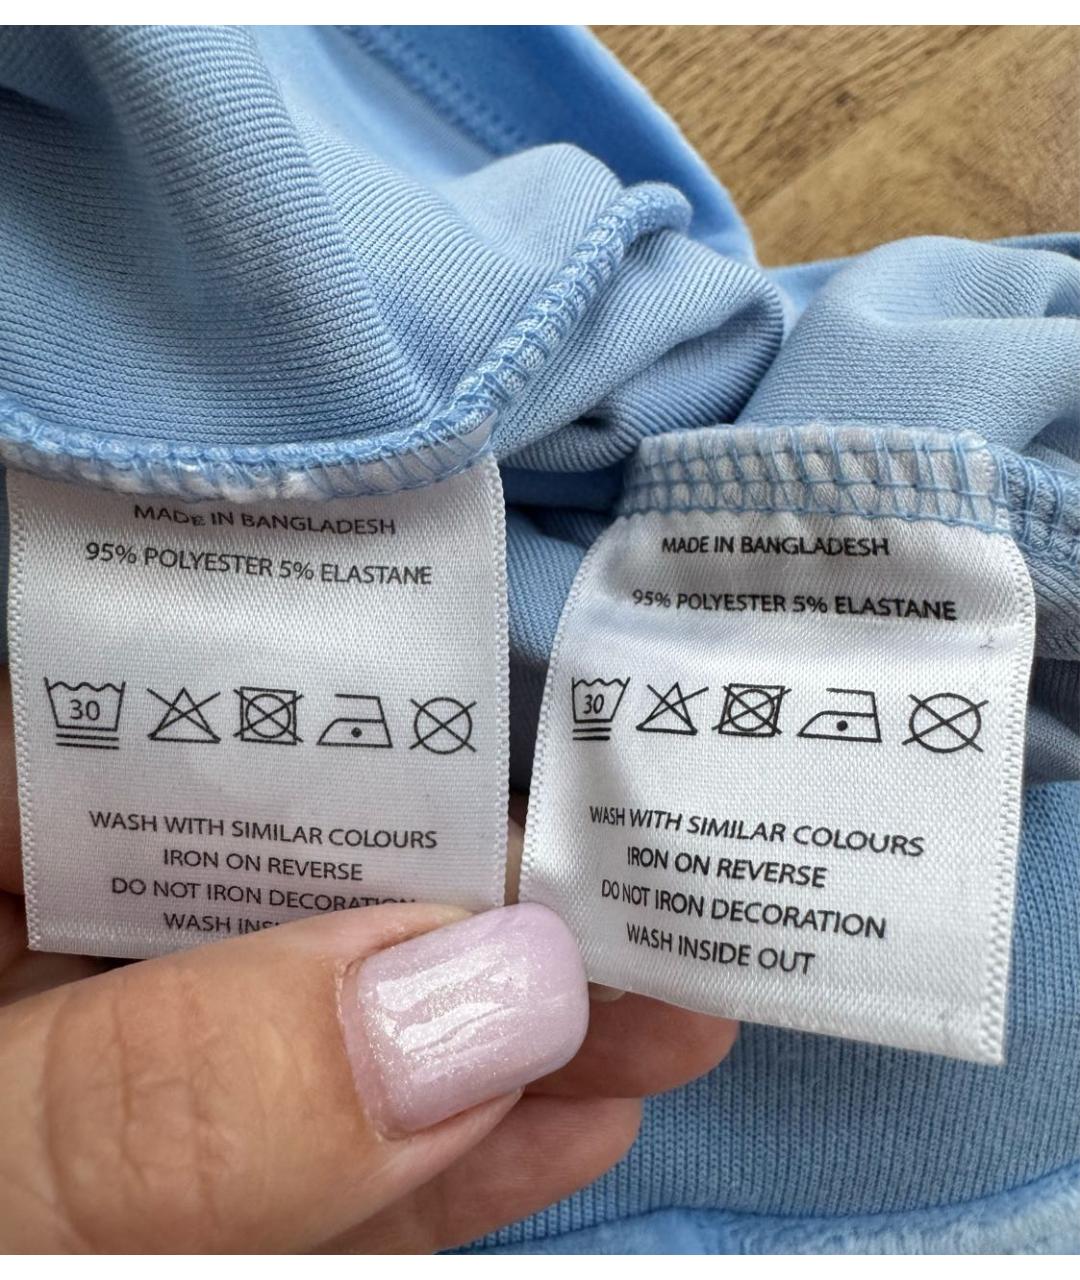 MADE IN BANGLADESH
95% POLYESTER 5% ELASTANE
30
WASH WITH SIMILAR COLOURS
IRON ON REVERSE
DO NOT IRON DECORATION
WASH
MADE IN BANGLADESH
95% POLYESTER 5% ELASTANE
30
WASH WITH SIMILAR COLOURS
IRON ON REVERSE
DO NOT IRON DECORATION
WASH INSIDE OUT